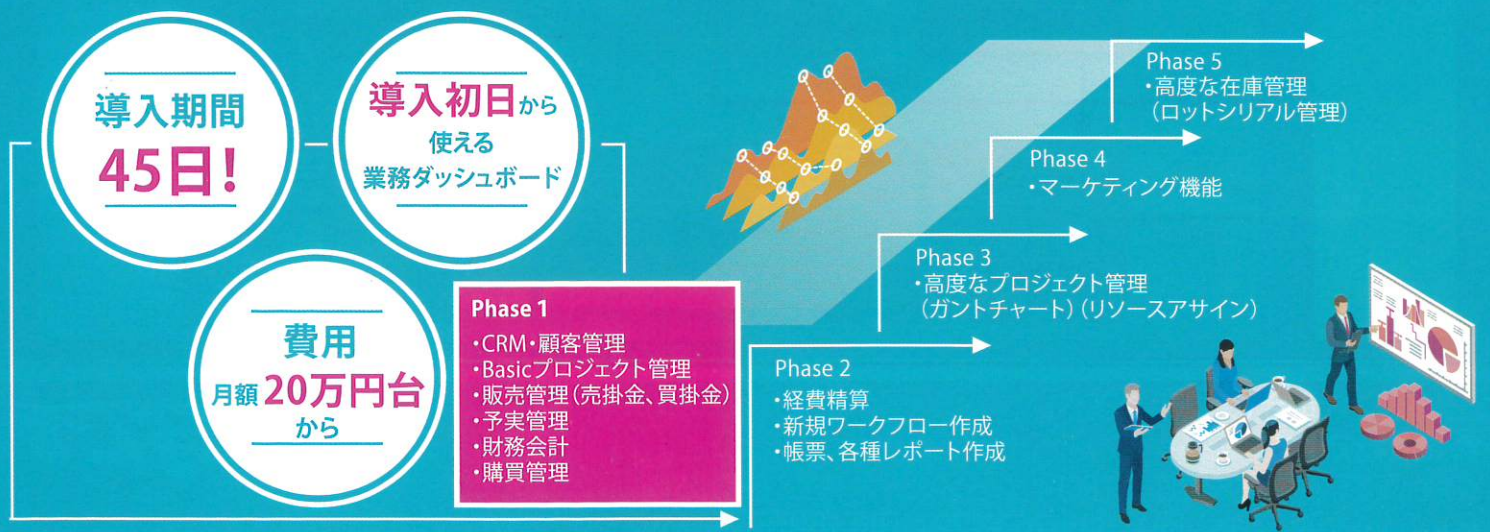 導入期間
45日!
導入初日から
使える
業務ダッシュボード
費用
月額20万円台
から
Phase 1
・CRM・顧客管理
・Basicプロジェクト管理
・販売管理(売掛金、買掛金)
・予実管理
・財務会計
・購買管理
Phase 2
・経費精算
・新規ワークフロー作成
・帳票、各種レポート作成
Phase 3
・高度なプロジェクト管理
(ガントチャート)(リソースアサイン)
Phase 4
・マーケティング機能
Phase 5
・高度な在庫管理
(ロットシリアル管理)